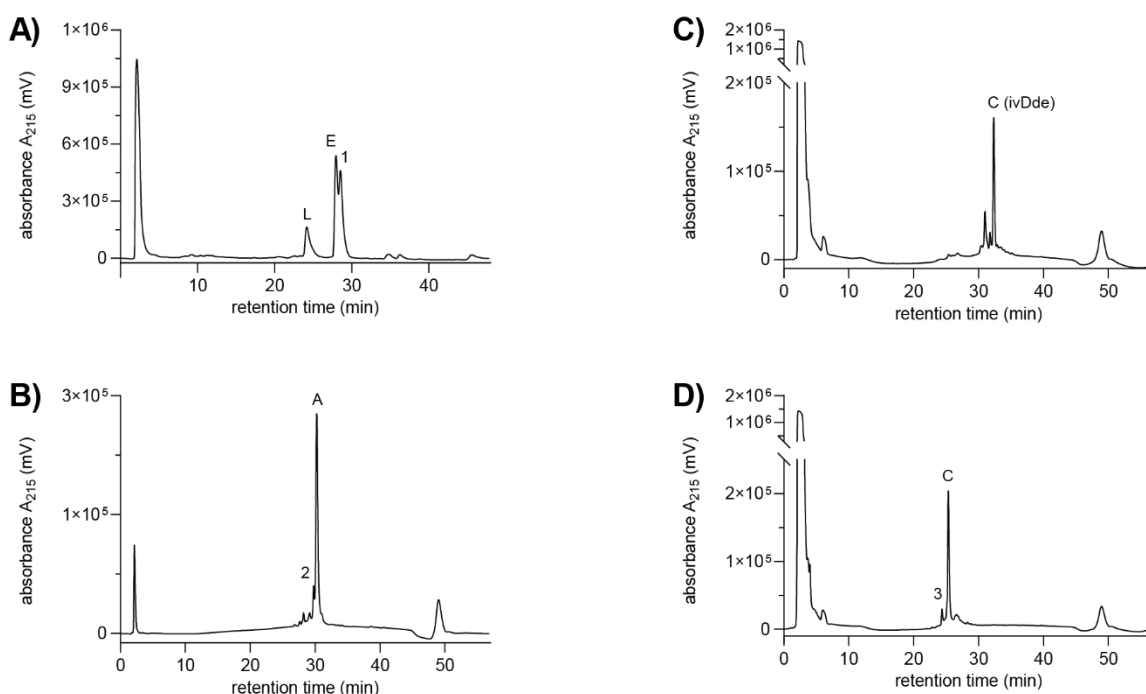 A)
absorbance A₂₁₅ (mV)
1×10⁶
9×10⁵
6×10⁵
3×10⁵
0
L
E
1
10
20
30
40
retention time (min)
B)
absorbance A₂₁₅ (mV)
3×10⁵
1×10⁵
0
2
A
0
10
20
30
40
50
retention time (min)
C)
absorbance A₂₁₅ (mV)
2×10⁶
1×10⁶
2×10⁵
1×10⁵
0
C (ivDde)
0
10
20
30
40
50
retention time (min)
D)
absorbance A₂₁₅ (mV)
2×10⁶
1×10⁶
2×10⁵
1×10⁵
0
3
C
0
10
20
30
40
50
retention time (min)